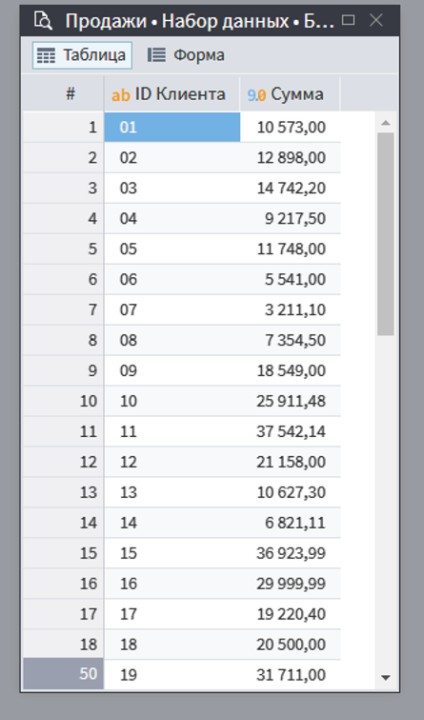 Продажи • Набор данных • Б...
Таблица Форма
# ab ID Клиента 9.0 Сумма
1 01 10 573,00
2 02 12 898,00
3 03 14 742,20
4 04 9 217,50
5 05 11 748,00
6 06 5 541,00
7 07 3 211,10
8 08 7 354,50
9 09 18 549,00
10 10 25 911,48
11 11 37 542,14
12 12 21 158,00
13 13 10 627,30
14 14 6 821,11
15 15 36 923,99
16 16 29 999,99
17 17 19 220,40
18 18 20 500,00
50 19 31 711,00